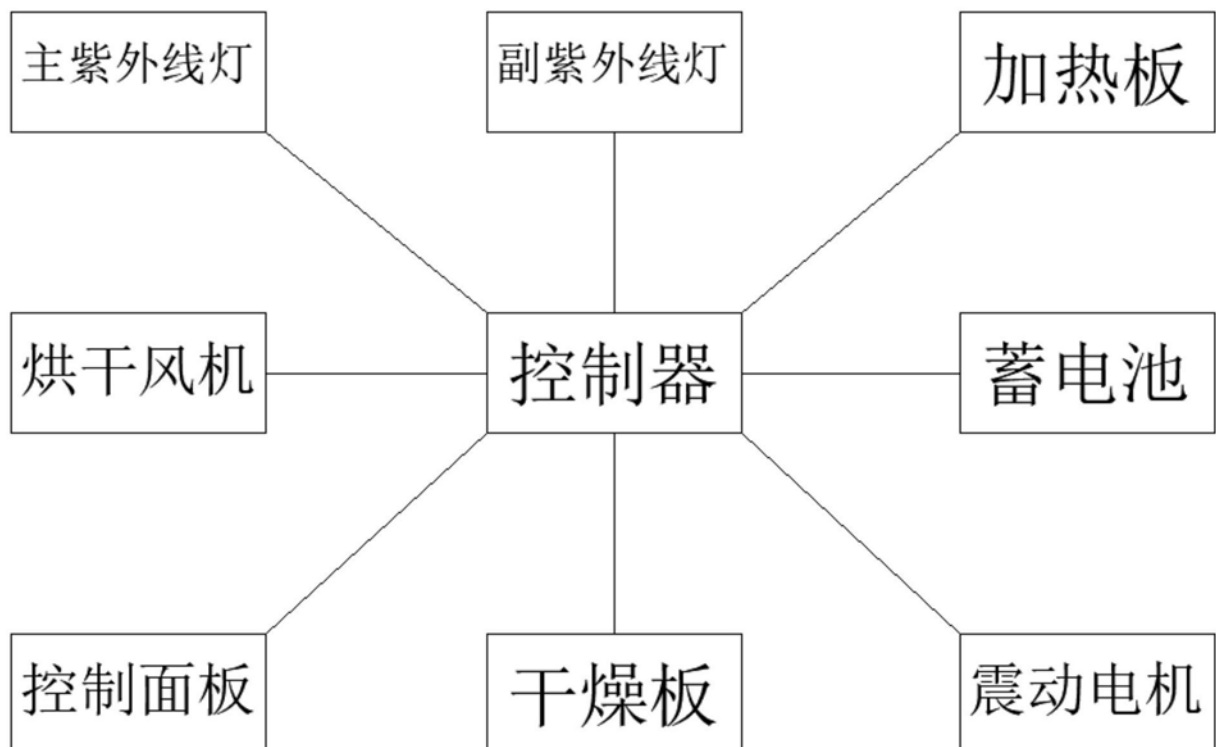 主紫外线灯
副紫外线灯
加热板
烘干风机
控制器
蓄电池
控制面板
干燥板
震动电机